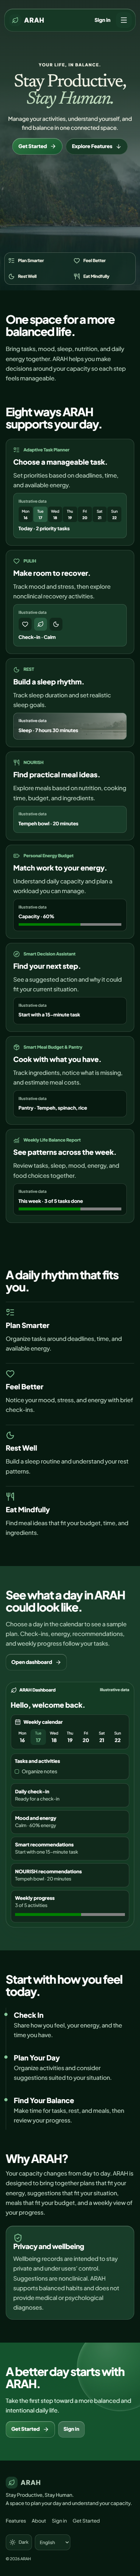 ARAH
Sign in
YOUR LIFE, IN BALANCE.
Stay Productive,
Stay Human.
Manage your activities, understand yourself, and
find balance in one connected space.
Get Started
Explore Features
Plan Smarter
Feel Better
Rest Well
Eat Mindfully
One space for a more
balanced life.
Bring tasks, mood, sleep, nutrition, and daily
energy together. ARAH helps you make
decisions around your capacity so each step
feels manageable.
Eight ways ARAH
supports your day.
Adaptive Task Planner
Choose a manageable task.
Set priorities based on deadlines, time,
and available energy.
Illustrative data
Mon Tue Wed Thu Fri Sat Sun
16 17 18 19 20 21 22
Today · 2 priority tasks
PULIH
Make room to recover.
Track mood and stress, then explore
nonclinical recovery activities.
Illustrative data
Check-in · Calm
REST
Build a sleep rhythm.
Track sleep duration and set realistic
sleep goals.
Illustrative data
Sleep · 7 hours 30 minutes
NOURISH
Find practical meal ideas.
Explore meals based on nutrition, cooking
time, budget, and ingredients.
Illustrative data
Tempeh bowl · 20 minutes
Personal Energy Budget
Match work to your energy.
Understand daily capacity and plan a
workload you can manage.
Illustrative data
Capacity · 60%
Smart Decision Assistant
Find your next step.
See a suggested action and why it could
fit your current situation.
Illustrative data
Start with a 15-minute task
Smart Meal Budget & Pantry
Cook with what you have.
Track ingredients, notice what is missing,
and estimate meal costs.
Illustrative data
Pantry · Tempeh, spinach, rice
Weekly Life Balance Report
See patterns across the week.
Review tasks, sleep, mood, energy, and
food choices together.
Illustrative data
This week · 3 of 5 tasks done
A daily rhythm that fits
you.
Plan Smarter
Organize tasks around deadlines, time, and
available energy.
Feel Better
Notice your mood, stress, and energy with brief
check-ins.
Rest Well
Build a sleep routine and understand your rest
patterns.
Eat Mindfully
Find meal ideas that fit your budget, time, and
ingredients.
See what a day in ARAH
could look like.
Choose a day in the calendar to see a sample
plan. Check-ins, energy, recommendations,
and weekly progress follow your tasks.
Open dashboard
ARAH Dashboard
Illustrative data
Hello, welcome back.
Weekly calendar
Mon Tue Wed Thu Fri Sat Sun
16 17 18 19 20 21 22
Tasks and activities
Organize notes
Daily check-in
Ready for a check-in
Mood and energy
Calm · 60% energy
Smart recommendations
Start with one 15-minute task
NOURISH recommendations
Tempeh bowl · 20 minutes
Weekly progress
3 of 5 activities
Start with how you feel
today.
Check In
Share how you feel, your energy, and the
time you have.
Plan Your Day
Organize activities and consider
suggestions suited to your situation.
Find Your Balance
Make time for tasks, rest, and meals, then
review your progress.
Why ARAH?
Your capacity changes from day to day. ARAH is
designed to bring together plans that fit your
energy, suggestions suited to your situation,
meals that fit your budget, and a weekly view of
your progress.
Privacy and wellbeing
Wellbeing records are intended to stay
private and under users' control.
Suggestions are nonclinical. ARAH
supports balanced habits and does not
provide medical or psychological
diagnoses.
A better day starts with
ARAH.
Take the first step toward a more balanced and
intentional daily life.
Get Started
Sign in
ARAH
Stay Productive, Stay Human.
A space to plan your day and understand your capacity.
Features About Sign in Get Started
Dark
English
© 2026 ARAH